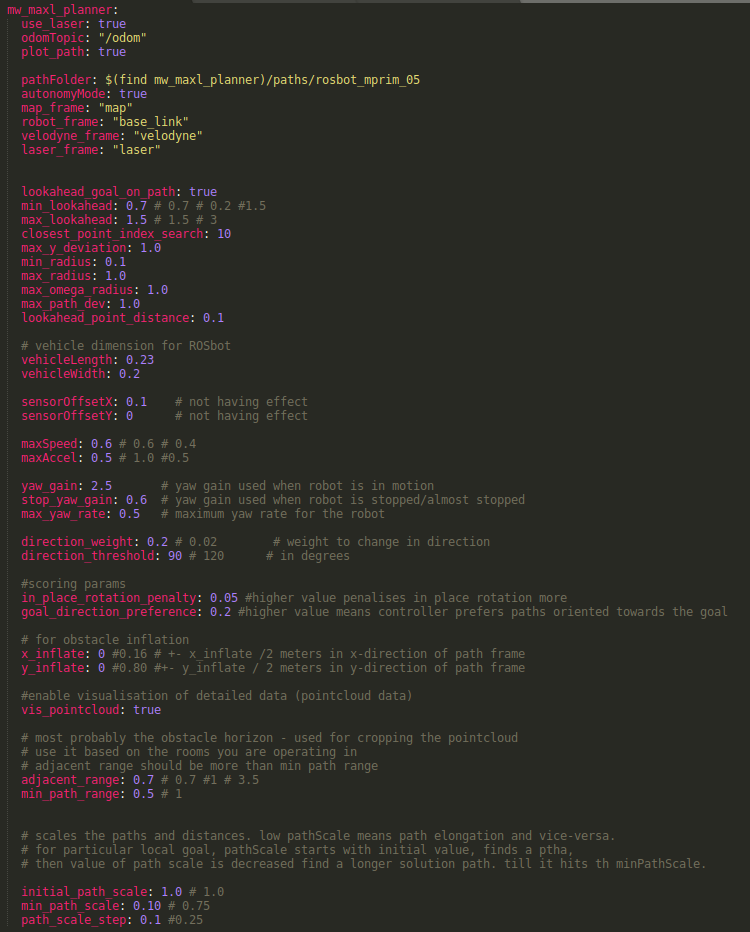 mw_maxl_planner:
use_laser: true
odomTopic: "/odom"
plot_path: true
pathFolder: $(find mw_maxl_planner)/paths/rosbot_mprim_05
autonomyMode: true
map_frame: "map"
robot_frame: "base_link"
velodyne_frame: "velodyne"
laser_frame: "laser"
lookahead_goal_on_path: true
min_lookahead: 0.7 # 0.7 # 0.2 #1.5
max_lookahead: 1.5 # 1.5 # 3
closest_point_index_search: 10
max_y_deviation: 1.0
min_radius: 0.1
max_radius: 1.0
max_omega_radius: 1.0
max_path_dev: 1.0
lookahead_point_distance: 0.1
# vehicle dimension for ROSbot
vehicleLength: 0.23
vehicleWidth: 0.2
sensorOffsetX: 0.1    # not having effect
sensorOffsetY: 0      # not having effect
maxSpeed: 0.6 # 0.6 # 0.4
maxAccel: 0.5 # 1.0 #0.5
yaw_gain: 2.5       # yaw gain used when robot is in motion
stop_yaw_gain: 0.6  # yaw gain used when robot is stopped/almost stopped
max_yaw_rate: 0.5   # maximum yaw rate for the robot
direction_weight: 0.2 # 0.02        # weight to change in direction
direction_threshold: 90 # 120      # in degrees
#scoring params
in_place_rotation_penalty: 0.05 #higher value penalises in place rotation more
goal_direction_preference: 0.2 #higher value means controller prefers paths oriented towards the goal
# for obstacle inflation
x_inflate: 0 #0.16 # +- x_inflate /2 meters in x-direction of path frame
y_inflate: 0 #0.80 #+- y_inflate / 2 meters in y-direction of path frame
#enable visualisation of detailed data (pointcloud data)
vis_pointcloud: true
# most probably the obstacle horizon - used for cropping the pointcloud
# use it based on the rooms you are operating in
# adjacent range should be more than min path range
adjacent_range: 0.7 # 0.7 #1 # 3.5
min_path_range: 0.5 # 1
# scales the paths and distances. low pathScale means path elongation and vice-versa.
# for particular local goal, pathScale starts with initial value, finds a ptha,
# then value of path scale is decreased find a longer solution path. till it hits th minPathScale.
initial_path_scale: 1.0 # 1.0
min_path_scale: 0.10 # 0.75
path_scale_step: 0.1 #0.25